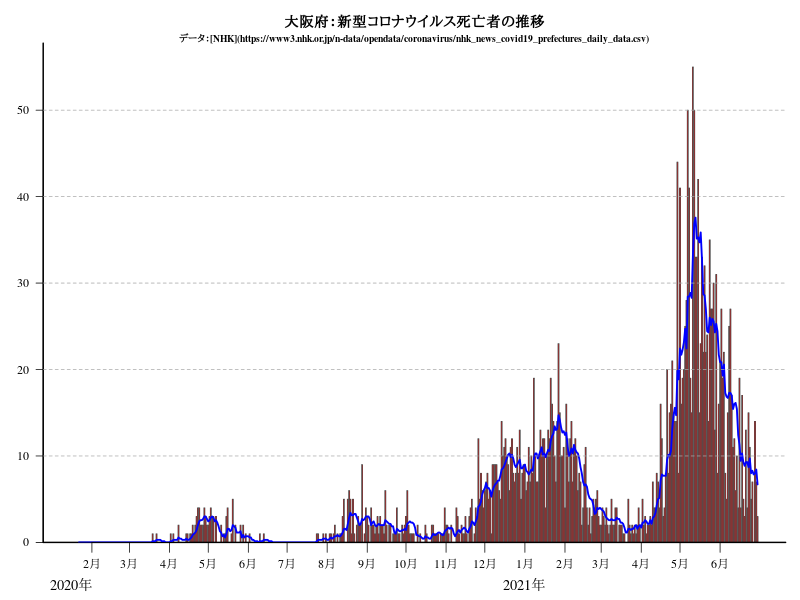 大阪府：新型コロナウイルス死亡者の推移
データ：[NHK](https://www3.nhk.or.jp/n-data/opendata/coronavirus/nhk_news_covid19_prefectures_daily_data.csv)
50
40
30
20
10
0
2月 3月 4月 5月 6月 7月 8月 9月 10月 11月 12月 2月 3月 4月 5月 6月
2020年 2021年